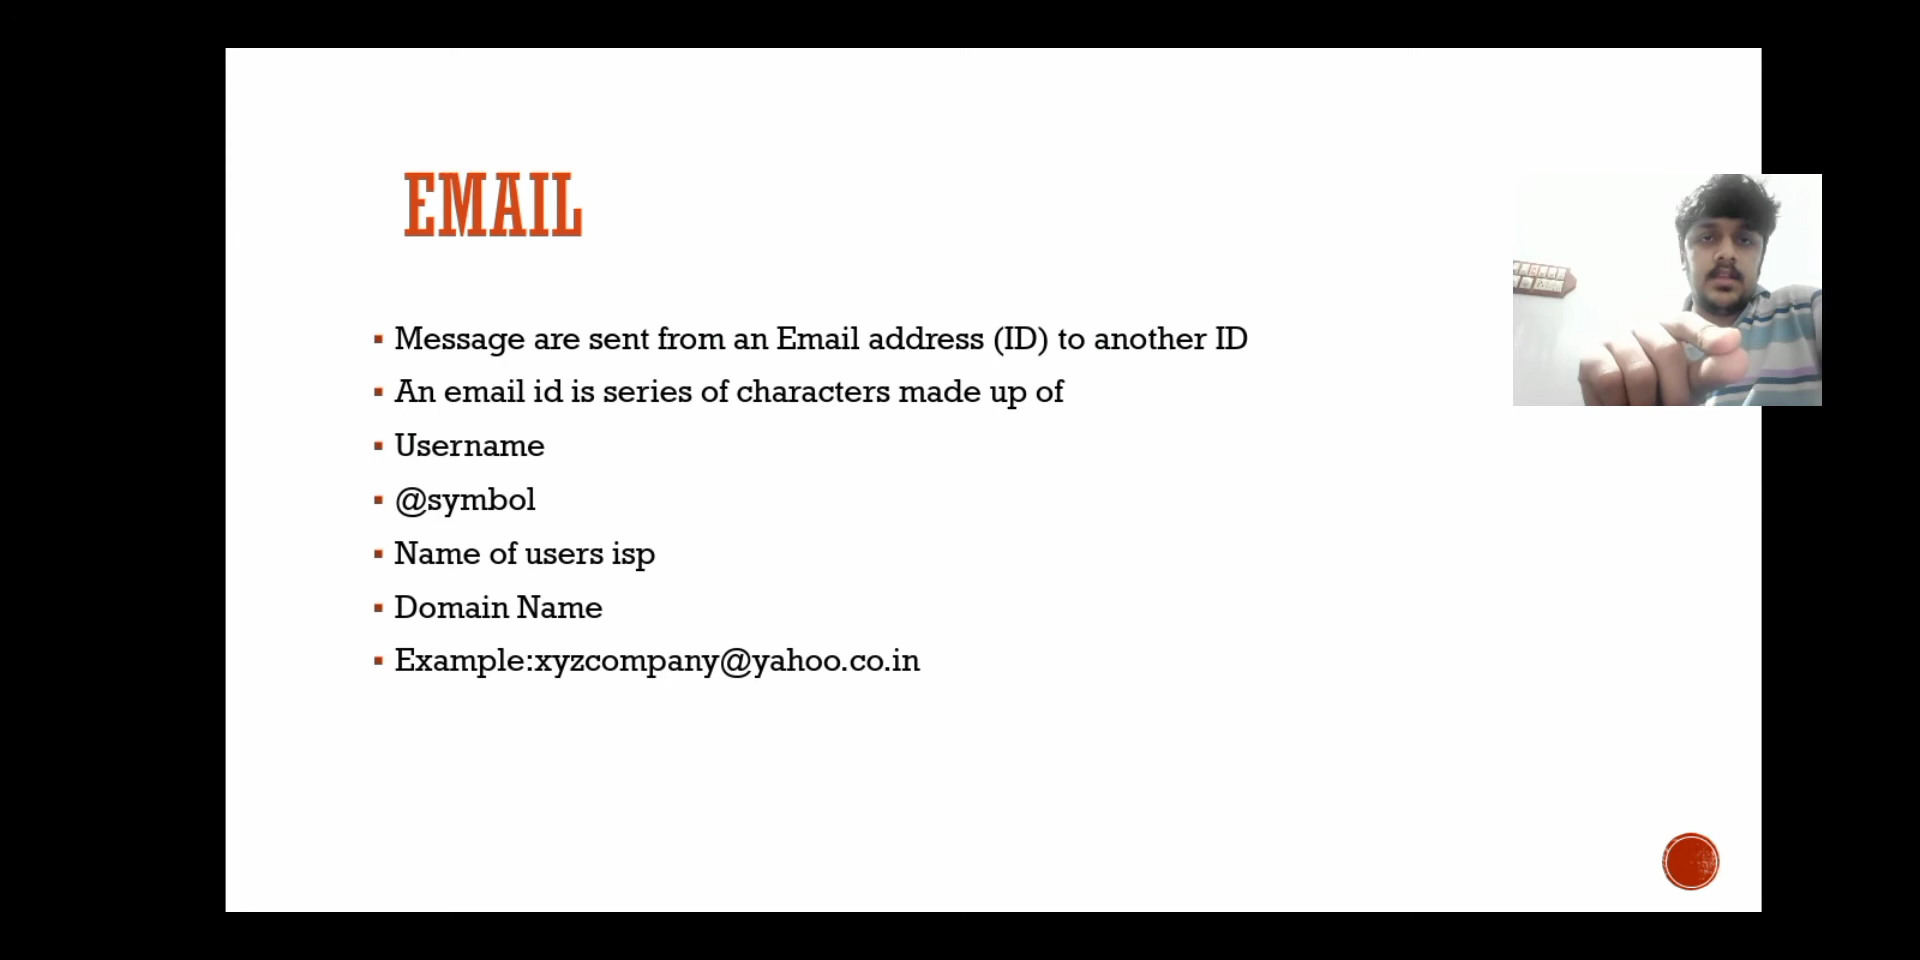 EMAIL
Message are sent from an Email address (ID) to another ID
An email id is series of characters made up of
Username
@symbol
Name of users isp
Domain Name
Example:xyzcompany@yahoo.co.in